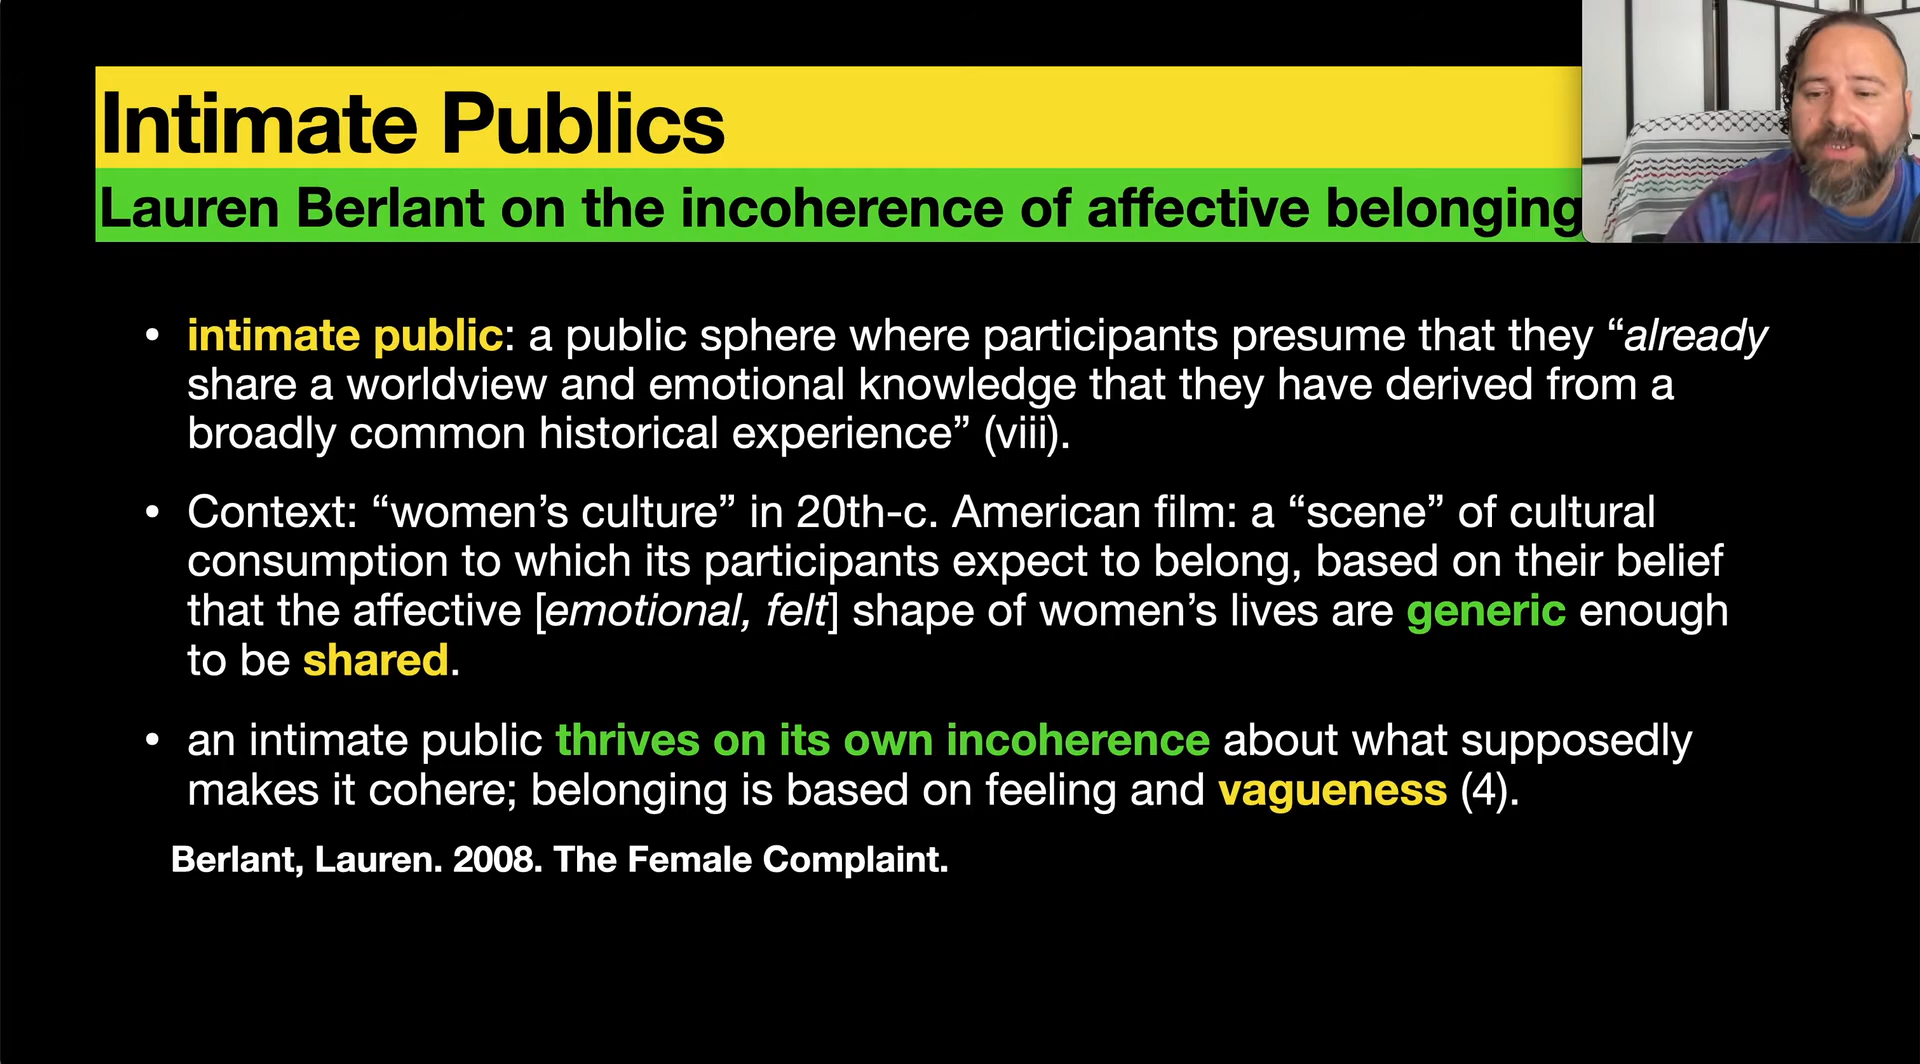 Intimate Publics
Lauren Berlant on the incoherence of affective belonging
• intimate public: a public sphere where participants presume that they “already
share a worldview and emotional knowledge that they have derived from a
broadly common historical experience” (viii).
• Context: “women’s culture” in 20th-c. American film: a “scene” of cultural
consumption to which its participants expect to belong, based on their belief
that the affective [emotional, felt] shape of women’s lives are generic enough
to be shared.
• an intimate public thrives on its own incoherence about what supposedly
makes it cohere; belonging is based on feeling and vagueness (4).
Berlant, Lauren. 2008. The Female Complaint.